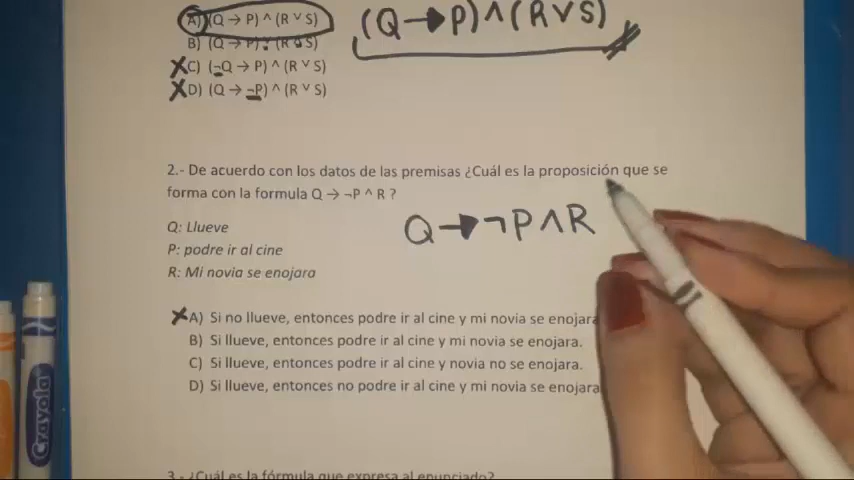 A) (Q → P) ^ (R ∨ S)
(Q → P) ∧ (R ∨ S)
B) (Q → P) (R S)
C) (¬Q → P) ^ (R ∨ S)
D) (Q → ¬P) ^ (R ∨ S)
2.- De acuerdo con los datos de las premisas ¿Cuál es la proposición que se
forma con la formula Q → ¬P ^ R ?
Q → ¬P ∧ R
Q: Llueve
P: podre ir al cine
R: Mi novia se enojara
A) Si no llueve, entonces podre ir al cine y mi novia se enojara
B) Si llueve, entonces podre ir al cine y mi novia se enojara.
C) Si llueve, entonces podre ir al cine y novia no se enojara.
D) Si llueve, entonces no podre ir al cine y mi novia se enojara
3.- ¿Cuál es la fórmula que expresa al enunciado?
Crayola